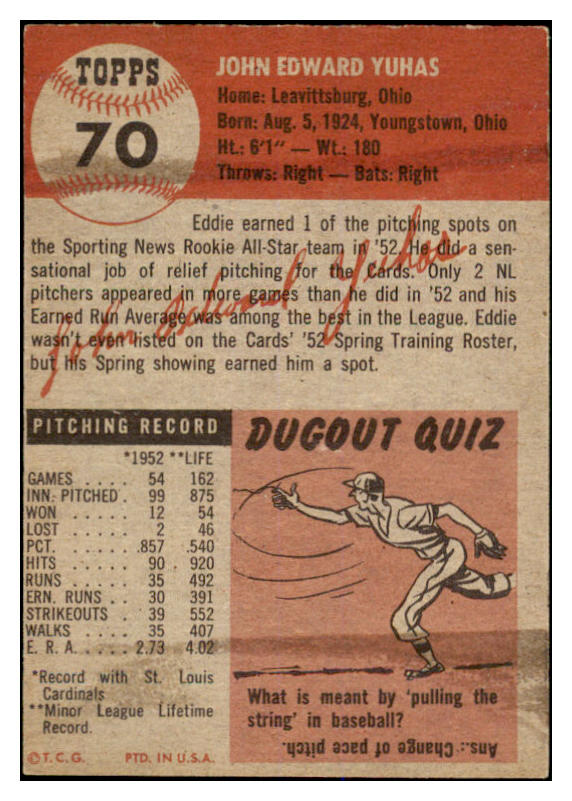 TOPPS
70
JOHN EDWARD YUHAS
Home: Leavittsburg, Ohio
Born: Aug. 5, 1924, Youngstown, Ohio
Ht.: 6'1" — Wt.: 180
Throws: Right — Bats: Right
Eddie earned 1 of the pitching spots on
the Sporting News Rookie All-Star team in '52. He did a sen-
sational job of relief pitching for the Cards. Only 2 NL
pitchers appeared in more games than he did in '52 and his
Earned Run Average was among the best in the League. Eddie
wasn't even listed on the Cards' '52 Spring Training Roster,
but his Spring showing earned him a spot.
John Edward Yuhas
PITCHING RECORD
*1952 **LIFE
GAMES . . . . 54 162
INN. PITCHED . 99 875
WON . . . . . 12 54
LOST . . . . . 2 46
PCT. . . . . . .857 .540
HITS . . . . . 90 920
RUNS . . . . . 35 492
ERN. RUNS . . 30 391
STRIKEOUTS . . 39 552
WALKS . . . . 35 407
E. R. A. . . . . 2.73 4.02
*Record with St. Louis
Cardinals
**Minor League Lifetime
Record.
©T.C.G. PTD. IN U.S.A.
DUGOUT QUIZ
What is meant by 'pulling the
string' in baseball?
Ans.: Change of pace pitch.